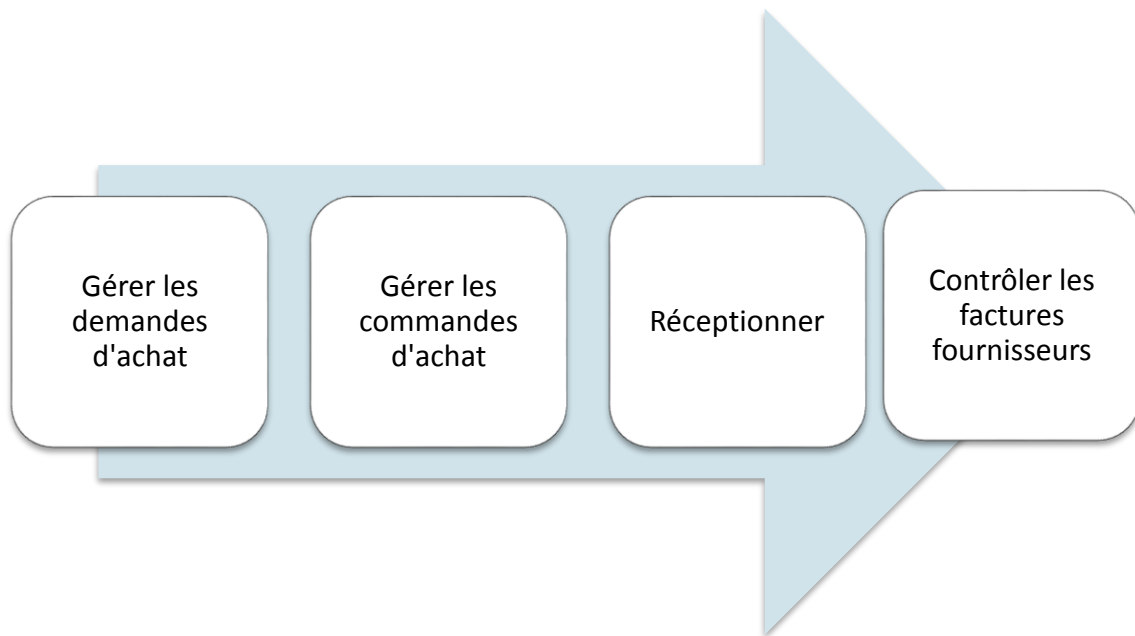 Gérer les
demandes
d'achat
Gérer les
commandes
d'achat
Réceptionner
Contrôler les
factures
fournisseurs